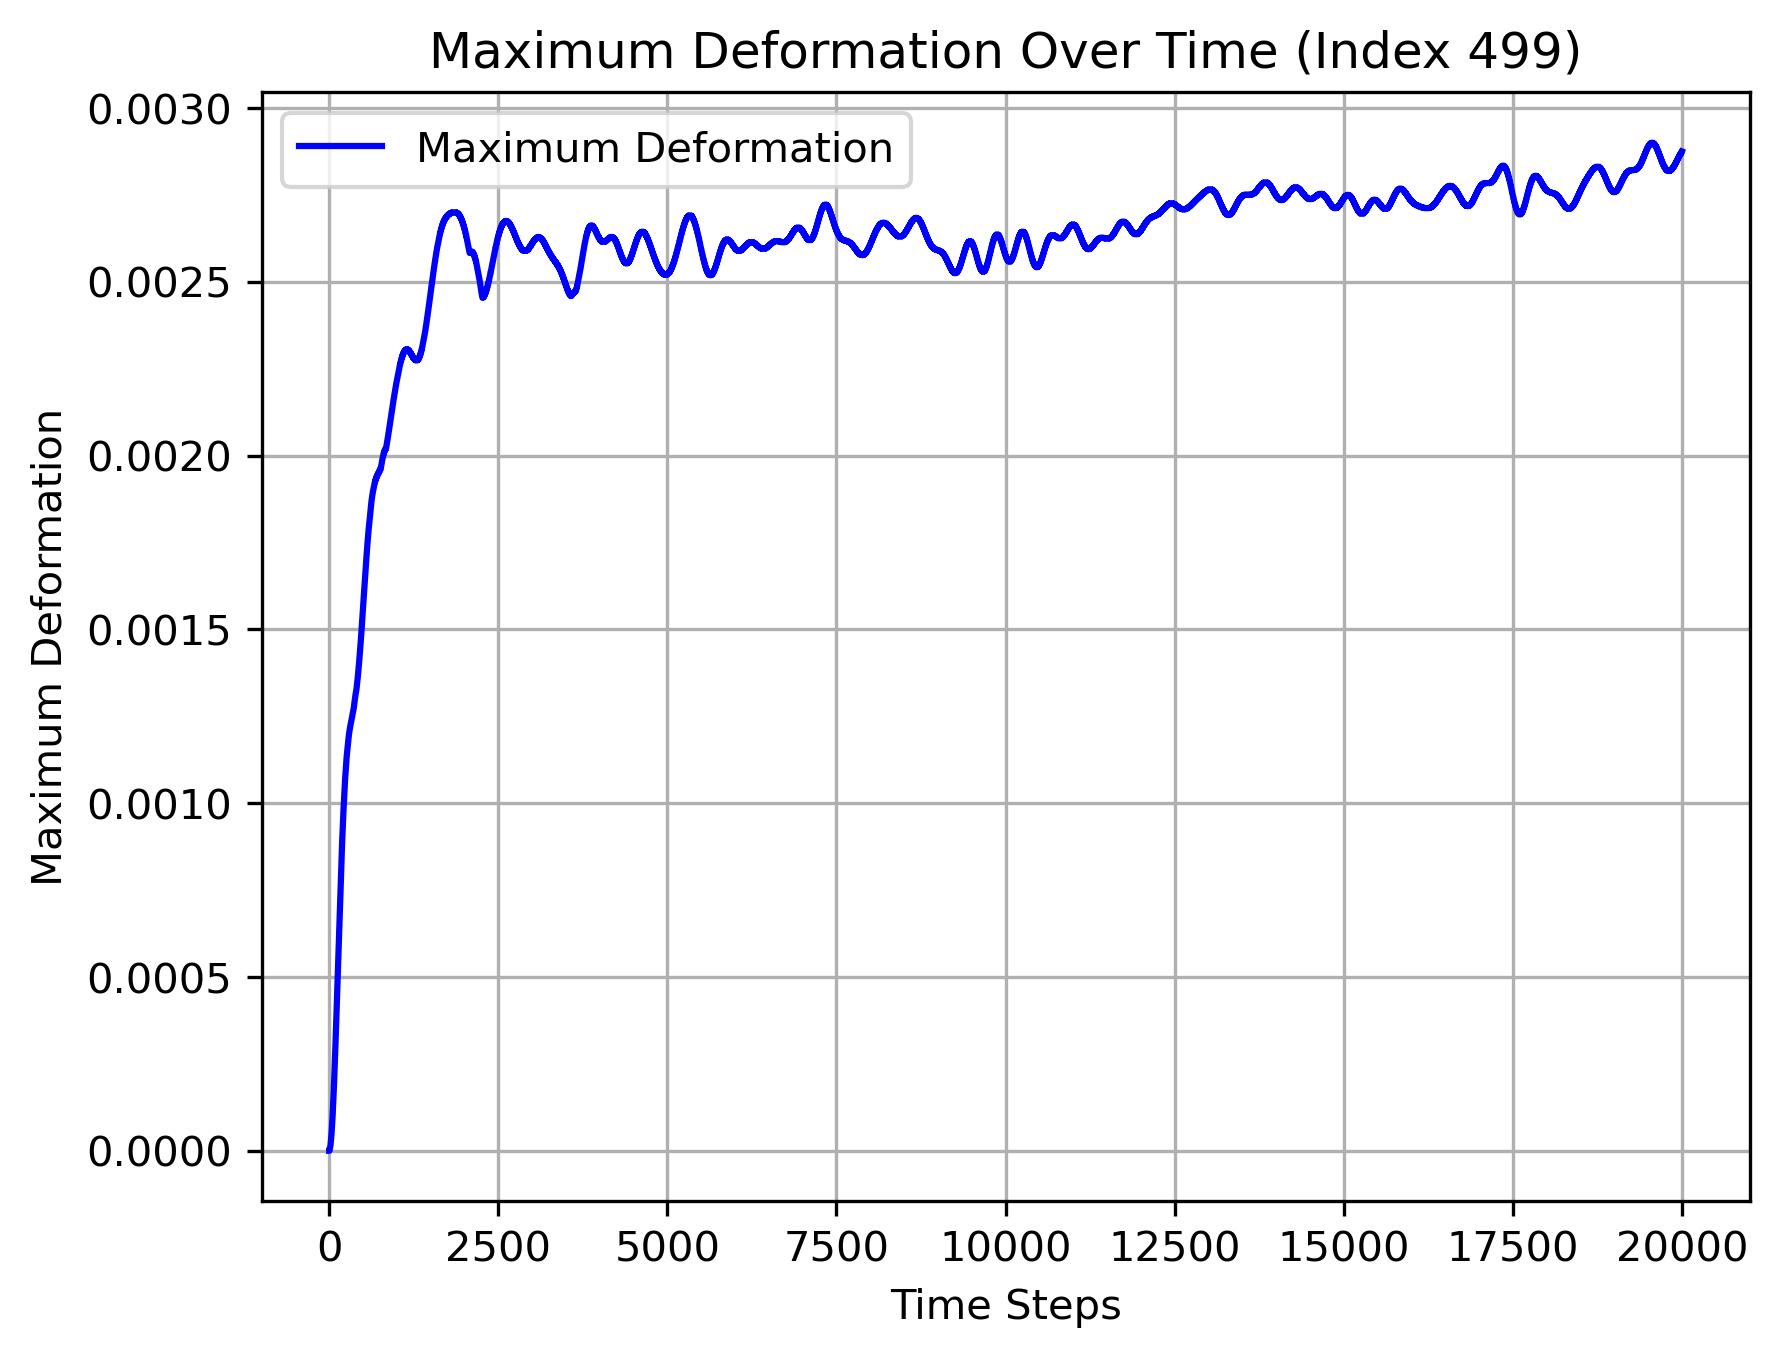 Maximum Deformation Over Time (Index 499)
Maximum Deformation
0.0030
0.0025
0.0020
0.0015
0.0010
0.0005
0.0000
Maximum Deformation
0 2500 5000 7500 10000 12500 15000 17500 20000
Time Steps